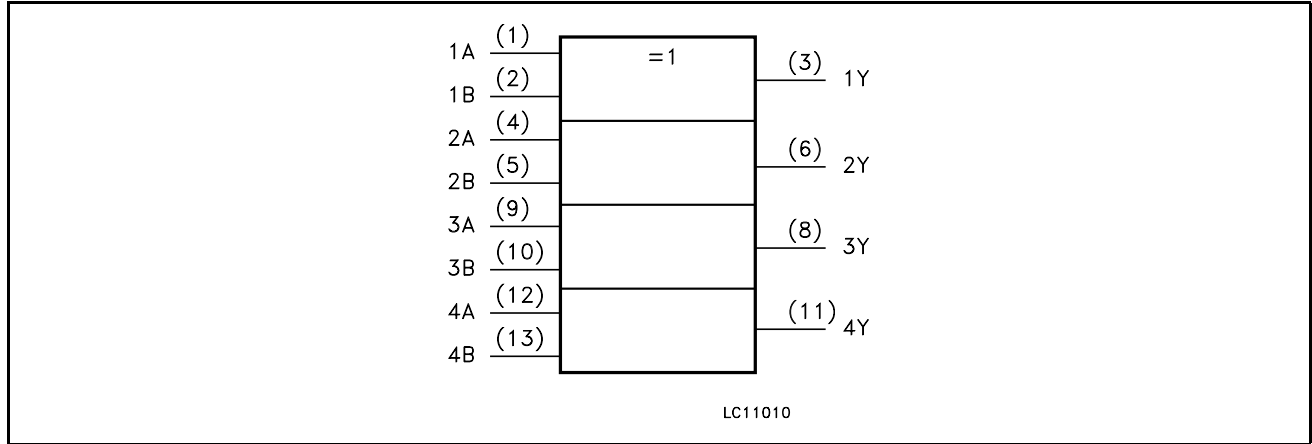 1A (1)
1B (2)
2A (4)
2B (5)
3A (9)
3B (10)
4A (12)
4B (13)
=1
(3) 1Y
(6) 2Y
(8) 3Y
(11) 4Y
LC11010